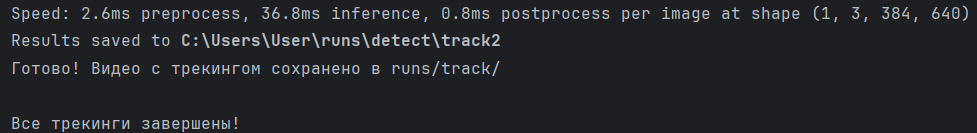 Speed: 2.6ms preprocess, 36.8ms inference, 0.8ms postprocess per image at shape (1, 3, 384, 640)
Results saved to C:\Users\User\runs\detect\track2
Готово! Видео с трекингом сохранено в runs/track/
Все трекинги завершены!